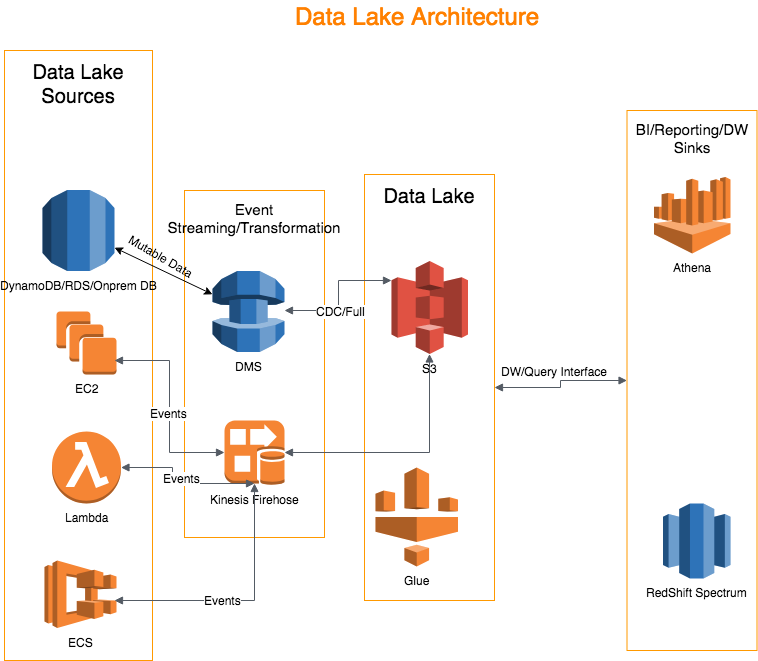 Data Lake Architecture
Data Lake
Sources
DynamoDB/RDS/Onprem DB
EC2
Lambda
ECS
Mutable Data
Events
Events
Events
Event
Streaming/Transformation
DMS
Kinesis Firehose
CDC/Full
Data Lake
S3
Glue
DW/Query Interface
BI/Reporting/DW
Sinks
Athena
RedShift Spectrum